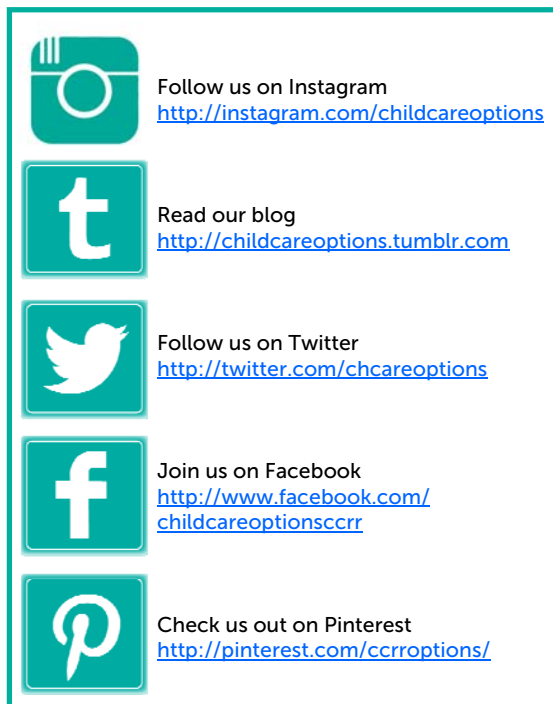 Follow us on Instagram
http://instagram.com/childcareoptions
Read our blog
http://childcareoptions.tumblr.com
Follow us on Twitter
http://twitter.com/chcareoptions
Join us on Facebook
http://www.facebook.com/
childcareoptionsccrr
Check us out on Pinterest
http://pinterest.com/ccrroptions/